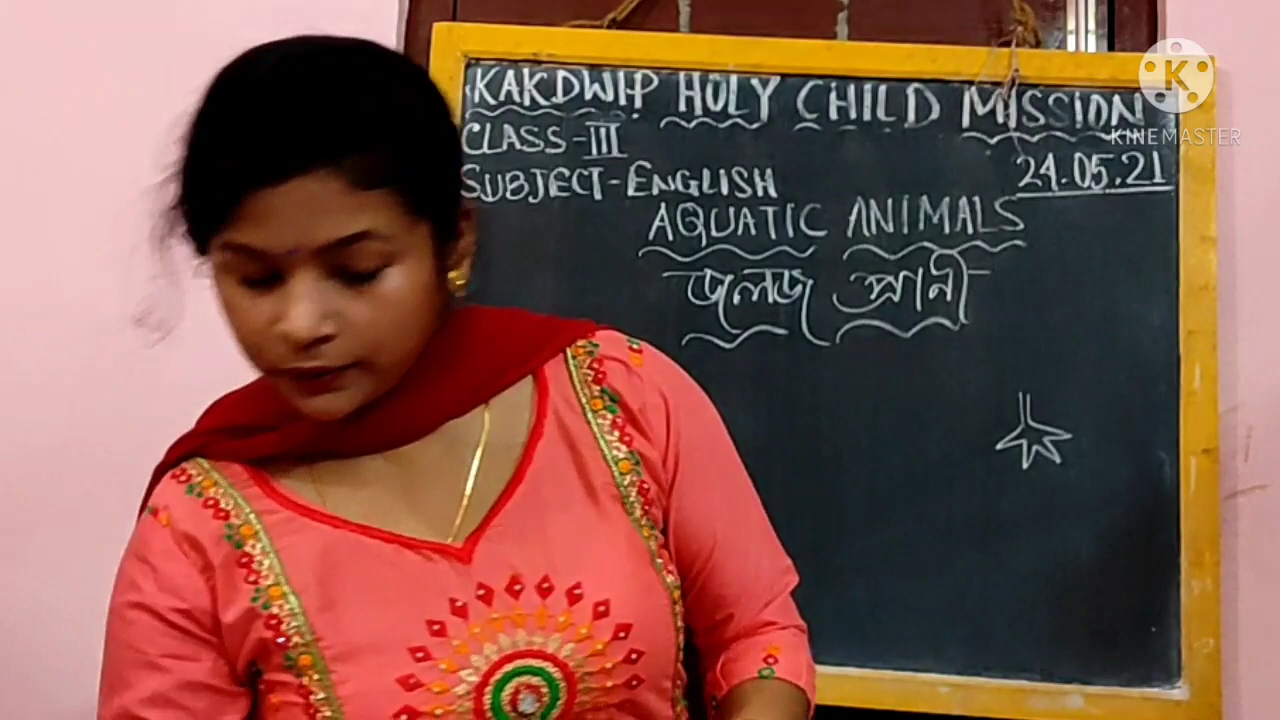 KAKDWIP HOLY CHILD MISSION
CLASS-III
24.05.21
SUBJECT-ENGLISH
AQUATIC ANIMALS
জলজ প্রানী
K
KINEMASTER